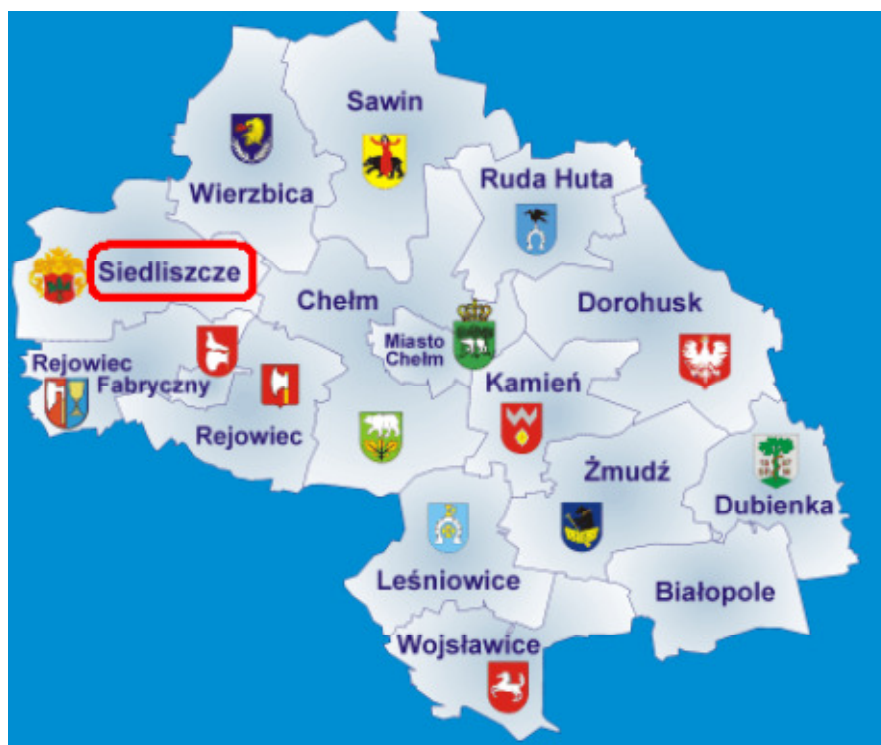 Sawin
Ruda Huta
Wierzbica
Siedliszcze
Chełm
Dorohusk
Miasto
Chełm
Rejowiec
Fabryczny
Kamień
Rejowiec
Żmudź
Dubienka
Leśniowice
Białopole
Wojsławice